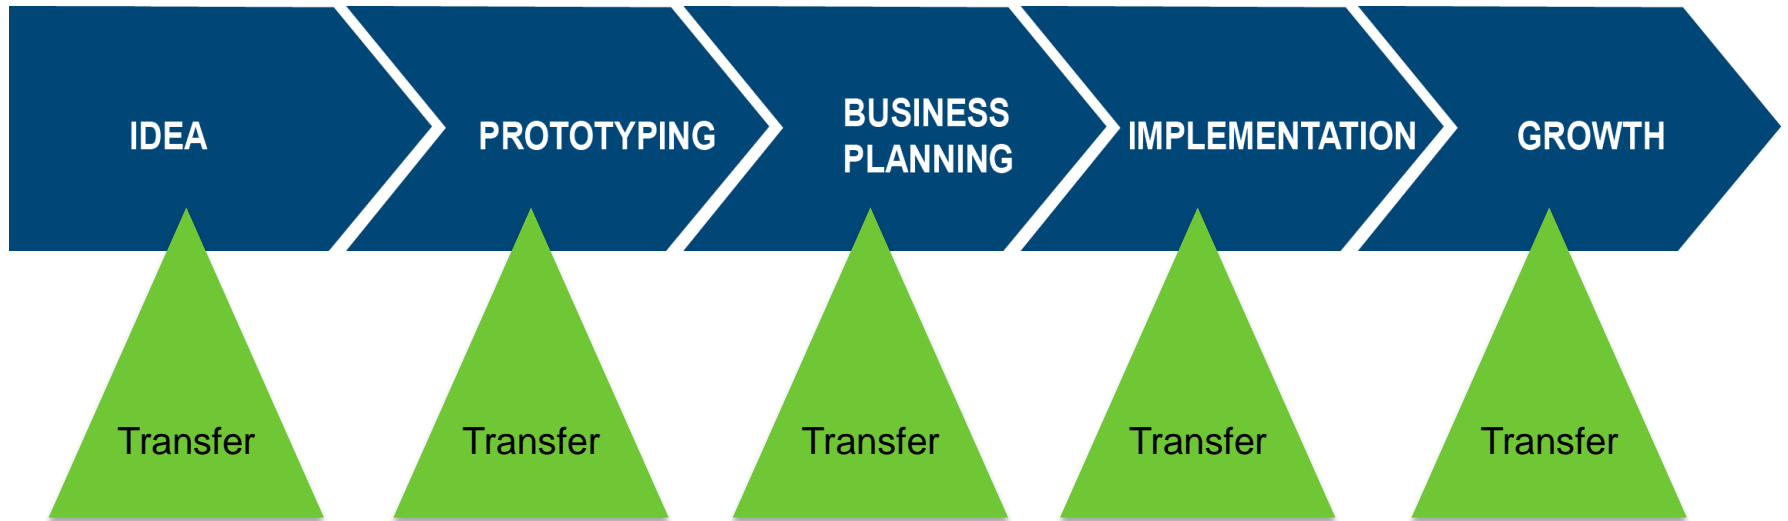 IDEA
PROTOTYPING
BUSINESS
PLANNING
IMPLEMENTATION
GROWTH
Transfer
Transfer
Transfer
Transfer
Transfer